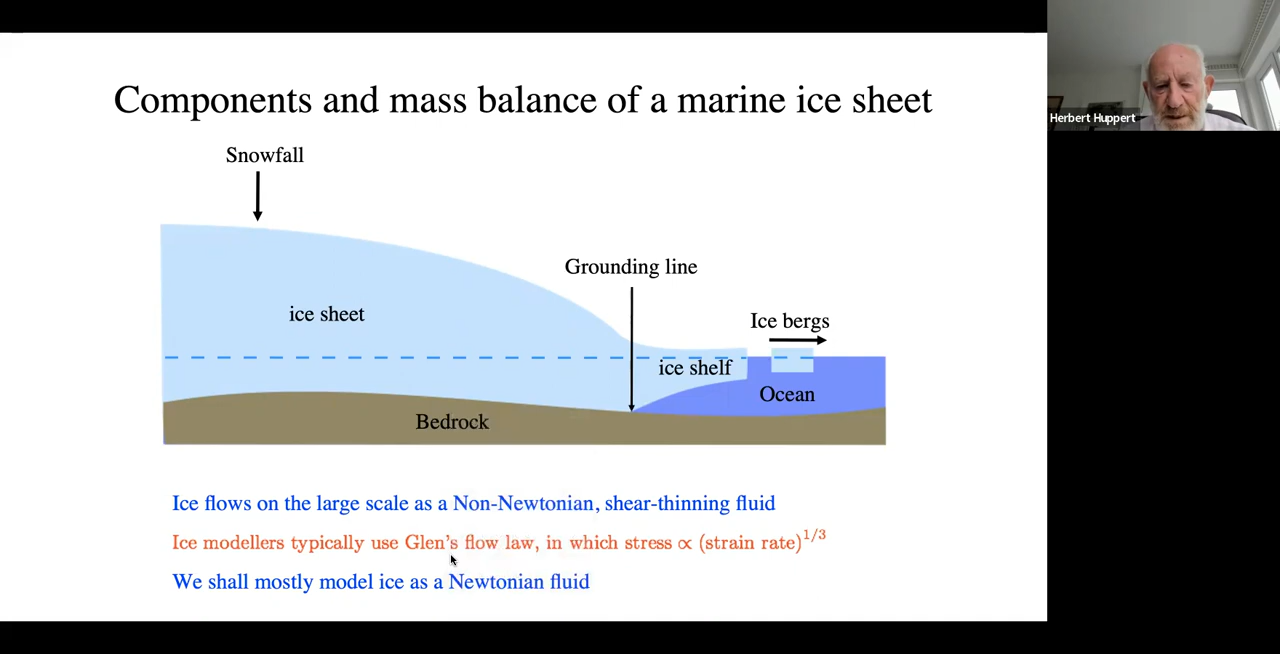 Components and mass balance of a marine ice sheet
Herbert Huppert
Snowfall
Grounding line
ice sheet
Ice bergs
ice shelf
Ocean
Bedrock
Ice flows on the large scale as a Non-Newtonian, shear-thinning fluid
Ice modellers typically use Glen's flow law, in which stress ∝ (strain rate)^{1/3}
We shall mostly model ice as a Newtonian fluid